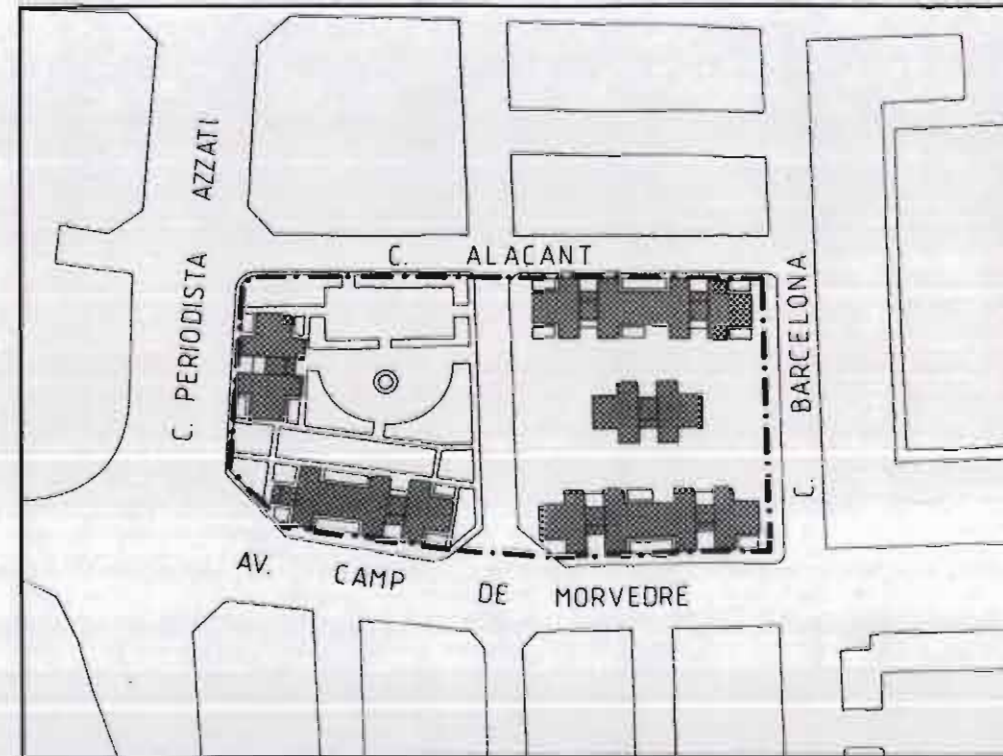 C. ALACANT
C. PERIODISTA AZZATI
C. BARCELONA
AV. CAMP DE MORVEDRE